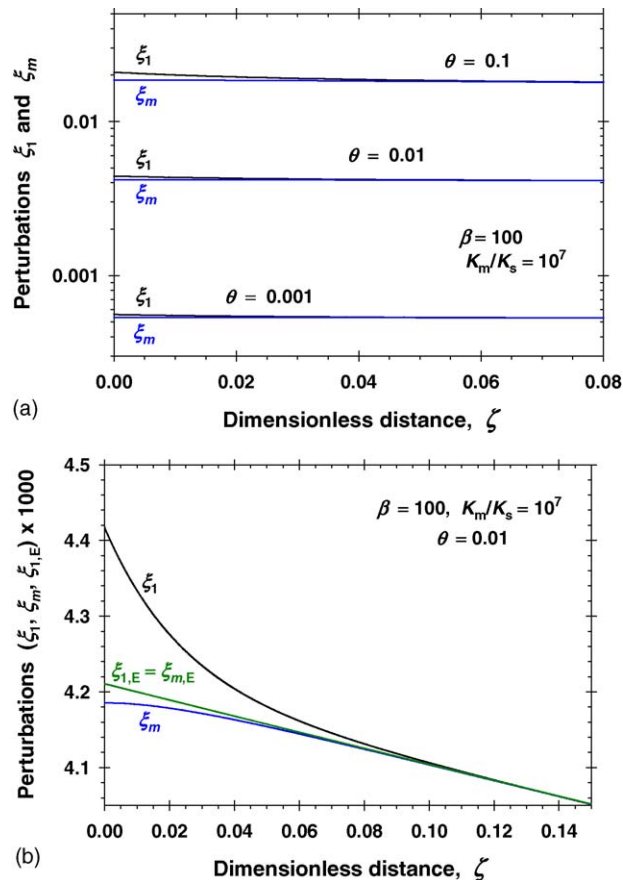 ξ₁
θ = 0.1
ξₘ
0.01
ξ₁
θ = 0.01
ξₘ
β = 100
Kₘ/Kₛ = 10⁷
0.001
ξ₁
θ = 0.001
ξₘ
Perturbations ξ₁ and ξₘ
0.00 0.02 0.04 0.06 0.08
(a)
Dimensionless distance, ζ
4.5
β = 100, Kₘ/Kₛ = 10⁷
θ = 0.01
4.4
ξ₁
4.3
ξ₁,E = ξₘ,E
4.2
ξₘ
4.1
Perturbations (ξ₁, ξₘ, ξ₁,E) x 1000
0.00 0.02 0.04 0.06 0.08 0.10 0.12 0.14
(b)
Dimensionless distance, ζ